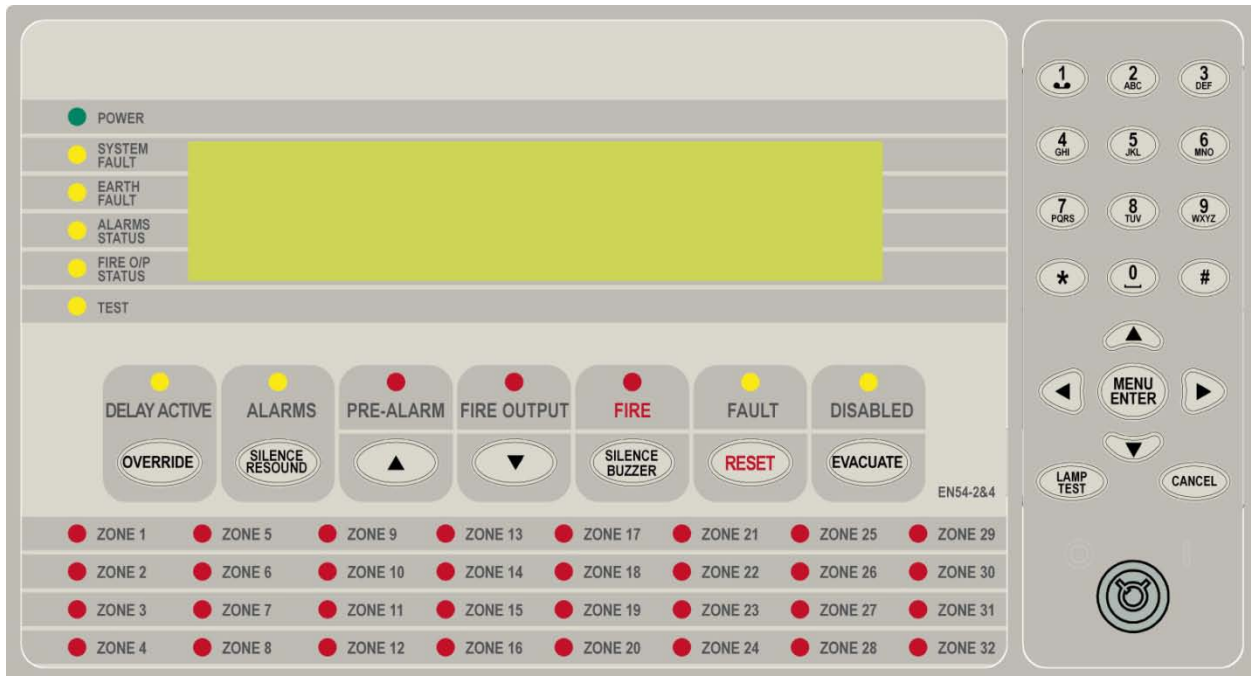 POWER
SYSTEM
FAULT
EARTH
FAULT
ALARMS
STATUS
FIRE O/P
STATUS
TEST
DELAY ACTIVE ALARMS PRE-ALARM FIRE OUTPUT FIRE FAULT DISABLED
OVERRIDE
SILENCE
RESOUND
SILENCE
BUZZER
RESET
EVACUATE
EN54-2&4
ZONE 1 ZONE 5 ZONE 9 ZONE 13 ZONE 17 ZONE 21 ZONE 25 ZONE 29
ZONE 2 ZONE 6 ZONE 10 ZONE 14 ZONE 18 ZONE 22 ZONE 26 ZONE 30
ZONE 3 ZONE 7 ZONE 11 ZONE 15 ZONE 19 ZONE 23 ZONE 27 ZONE 31
ZONE 4 ZONE 8 ZONE 12 ZONE 16 ZONE 20 ZONE 24 ZONE 28 ZONE 32
1 2 3
ABC DEF
4 5 6
GHI JKL MNO
7 8 9
PQRS TUV WXYZ
* 0 #
MENU
ENTER
LAMP
TEST
CANCEL